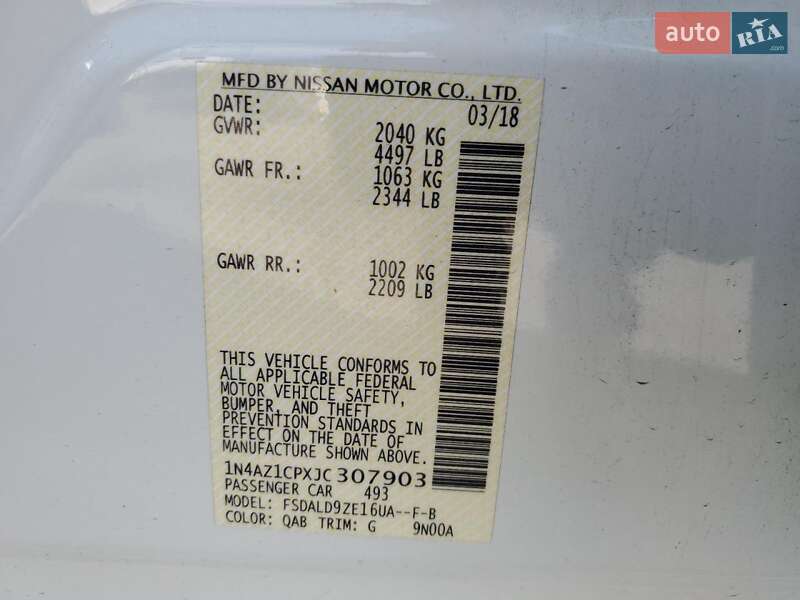 auto RIA .com
MFD BY NISSAN MOTOR CO., LTD.
DATE: 03/18
GVWR: 2040 KG
4497 LB
GAWR FR.: 1063 KG
2344 LB
GAWR RR.: 1002 KG
2209 LB
THIS VEHICLE CONFORMS TO
ALL APPLICABLE FEDERAL
MOTOR VEHICLE SAFETY,
BUMPER, AND THEFT
PREVENTION STANDARDS IN
EFFECT ON THE DATE OF
MANUFACTURE SHOWN ABOVE.
1N4AZ1CPXJC307903
PASSENGER CAR 493
MODEL: FSDALD9ZE16UA--F-B
COLOR: QAB TRIM: G 9N00A